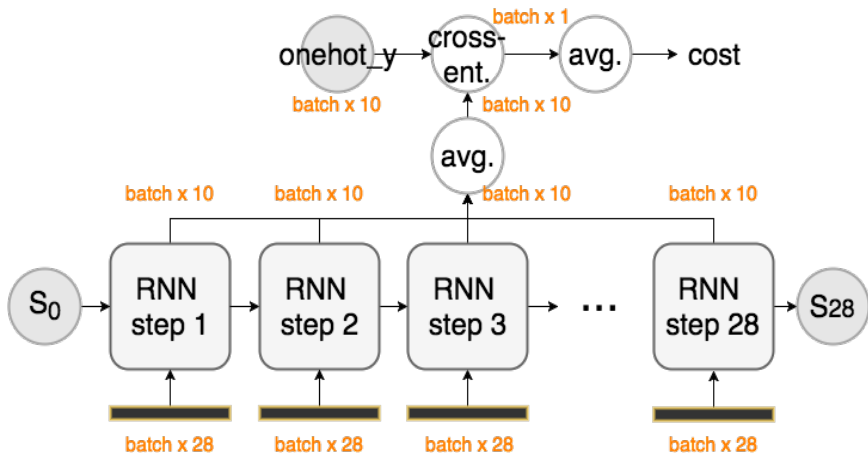 batch x 1
onehot_y
cross-
ent.
avg.
cost
batch x 10
batch x 10
avg.
batch x 10
batch x 10
batch x 10
batch x 10
S0
RNN
step 1
RNN
step 2
RNN
step 3
...
RNN
step 28
S28
batch x 28
batch x 28
batch x 28
batch x 28